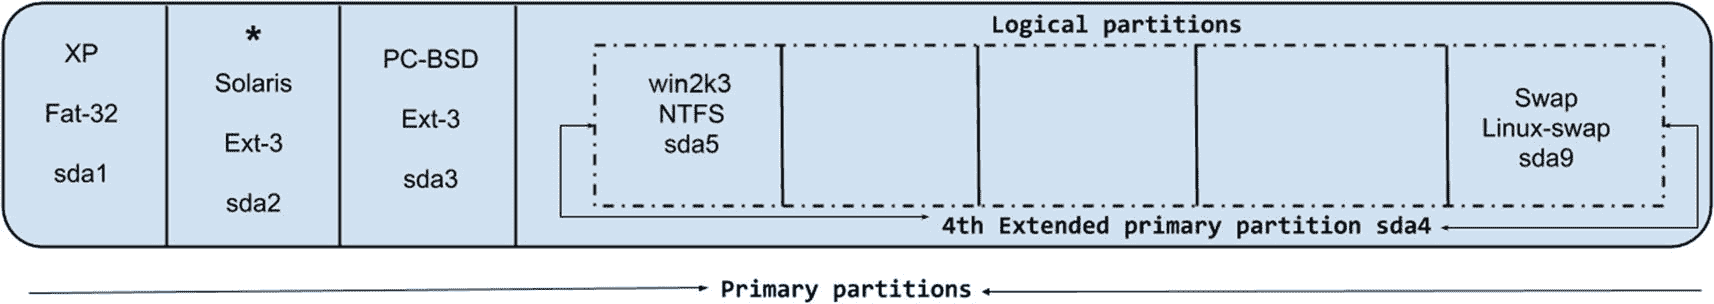 XP
Fat-32
sda1
*
Solaris
Ext-3
sda2
PC-BSD
Ext-3
sda3
Logical partitions
win2k3
NTFS
sda5
Swap
Linux-swap
sda9
4th Extended primary partition sda4
Primary partitions